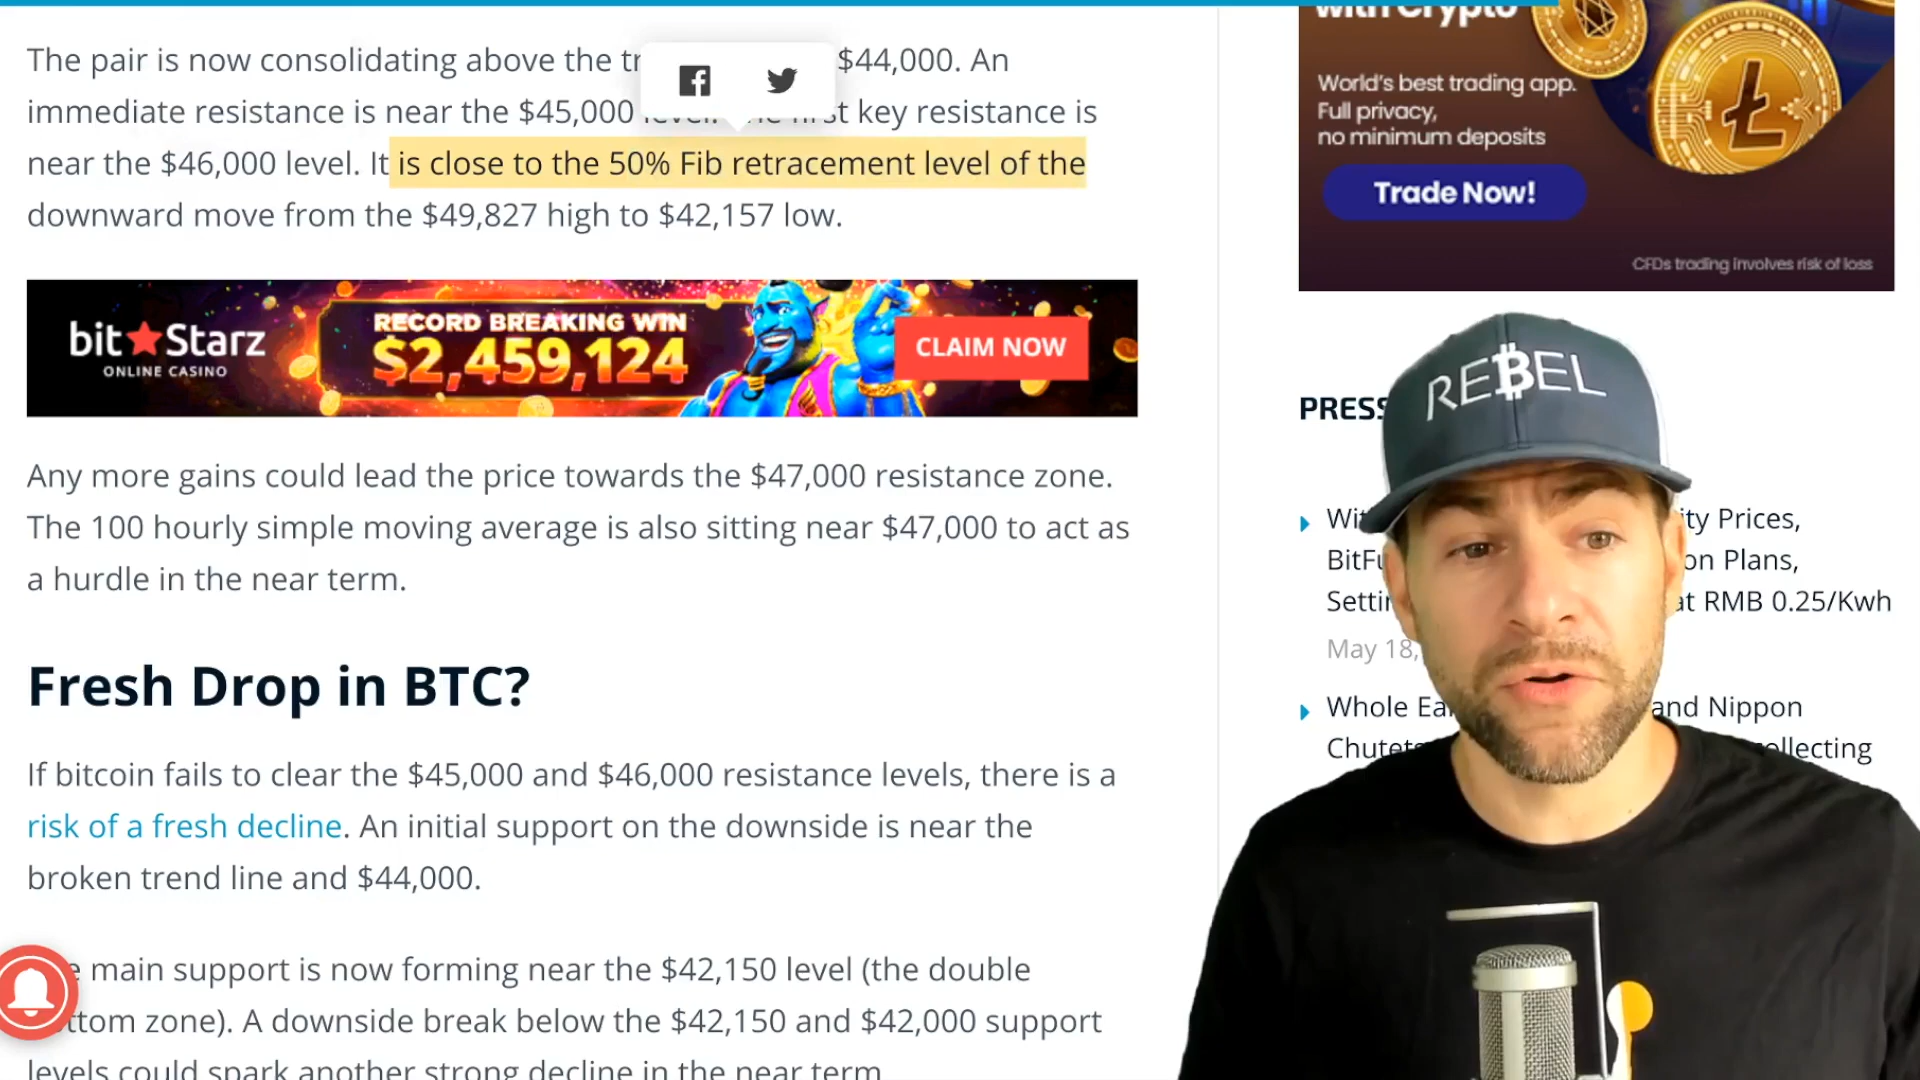 with Crypto
The pair is now consolidating above the tr $44,000. An
immediate resistance is near the $45,000 level. The first key resistance is
near the $46,000 level. It is close to the 50% Fib retracement level of the
downward move from the $49,827 high to $42,157 low.
World's best trading app.
Full privacy,
no minimum deposits
Trade Now!
CFDs trading involves risk of loss
bit Starz
ONLINE CASINO
RECORD BREAKING WIN
$2,459,124
CLAIM NOW
REBEL
PRESS
Any more gains could lead the price towards the $47,000 resistance zone.
The 100 hourly simple moving average is also sitting near $47,000 to act as
a hurdle in the near term.
Wit ity Prices,
BitFu on Plans,
Settin at RMB 0.25/Kwh
May 18,
Whole Ear and Nippon
Chutets ollecting
Fresh Drop in BTC?
If bitcoin fails to clear the $45,000 and $46,000 resistance levels, there is a
risk of a fresh decline. An initial support on the downside is near the
broken trend line and $44,000.
e main support is now forming near the $42,150 level (the double
ttom zone). A downside break below the $42,150 and $42,000 support
levels could spark another strong decline in the near term